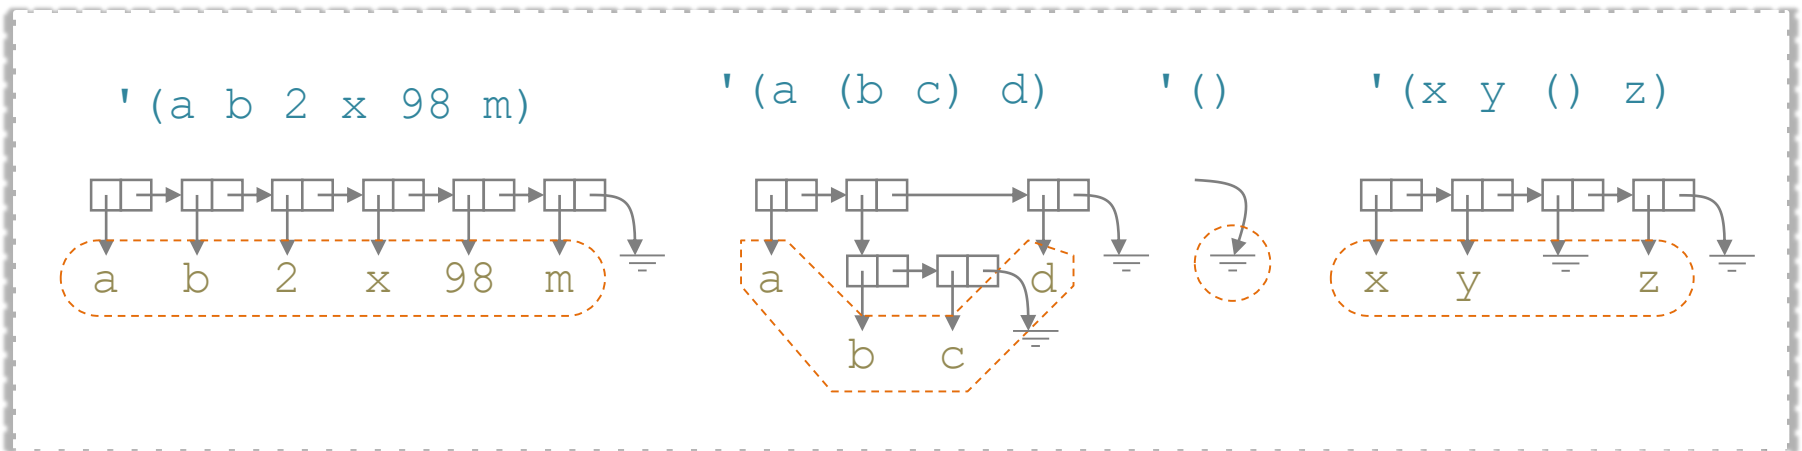 '(a b 2 x 98 m)
'(a (b c) d)
'()
'(x y () z)
a b 2 x 98 m
a d
b c
x y z